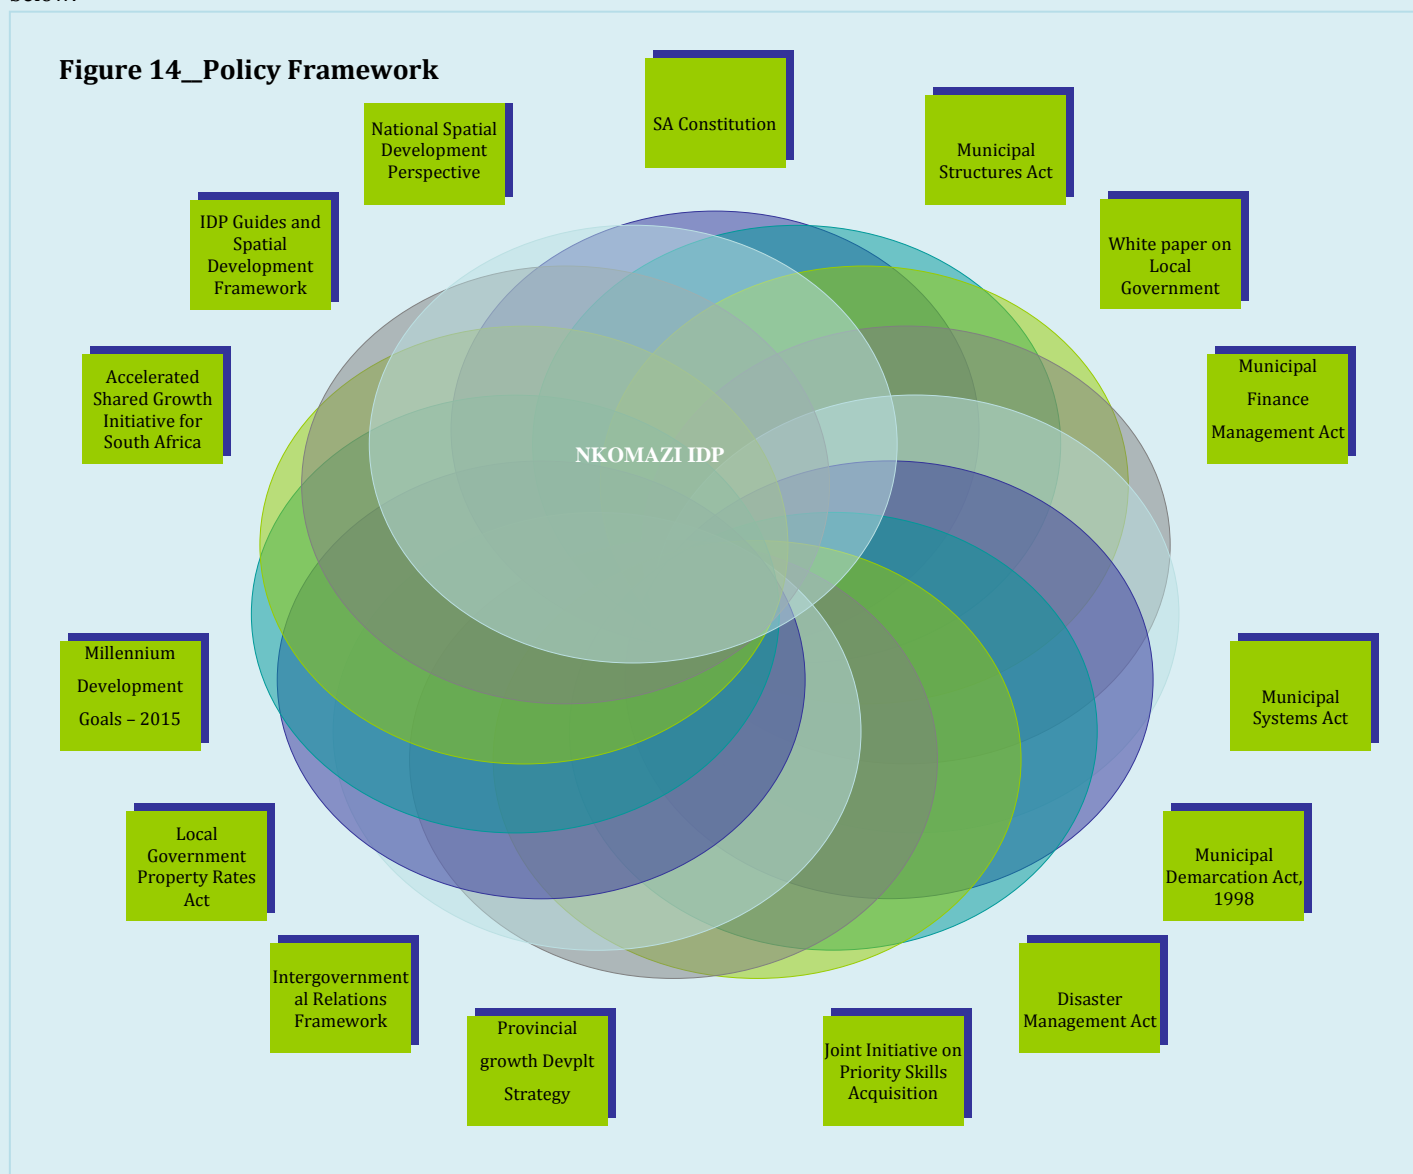 Figure 14__Policy Framework
SA Constitution
Municipal
Structures Act
White paper on
Local
Government
Municipal
Finance
Management Act
Municipal
Systems Act
Municipal
Demarcation Act,
1998
Disaster
Management Act
Joint Initiative on
Priority Skills
Acquisition
Provincial
growth Devplt
Strategy
Intergovernment
al Relations
Framework
Local
Government
Property Rates
Act
Millennium
Development
Goals – 2015
Accelerated
Shared Growth
Initiative for
South Africa
IDP Guides and
Spatial
Development
Framework
National Spatial
Development
Perspective
NKOMAZI IDP